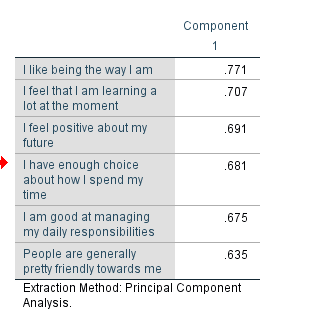 Component
1
I like being the way I am .771
I feel that I am learning a .707
lot at the moment
I feel positive about my .691
future
I have enough choice .681
about how I spend my
time
I am good at managing .675
my daily responsibilities
People are generally .635
pretty friendly towards me
Extraction Method: Principal Component
Analysis.